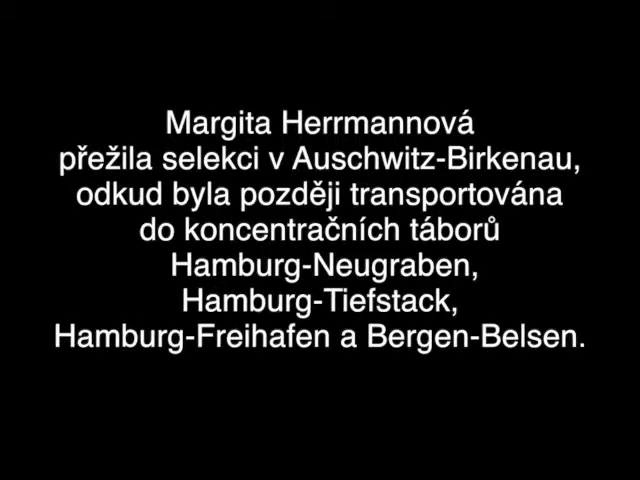 Margita Herrmannová
přežila selekci v Auschwitz-Birkenau,
odkud byla později transportována
do koncentračních táborů
Hamburg-Neugraben,
Hamburg-Tiefstack,
Hamburg-Freihafen a Bergen-Belsen.